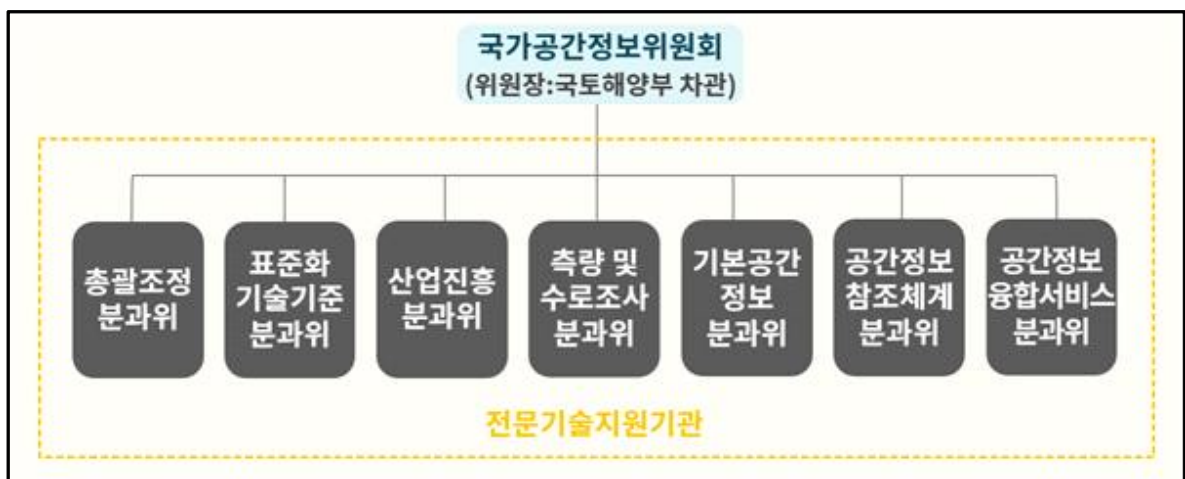 국가공간정보위원회
(위원장:국토해양부 차관)
총괄조정
분과위
표준화
기술기준
분과위
산업진흥
분과위
측량 및
수로조사
분과위
기본공간
정보
분과위
공간정보
참조체계
분과위
공간정보
융합서비스
분과위
전문기술지원기관